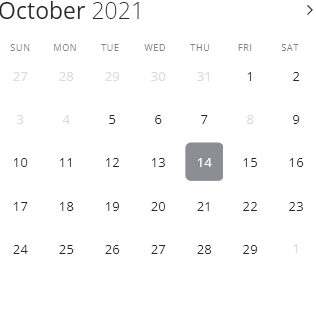 October 2021
SUN MON TUE WED THU FRI SAT
27 28 29 30 31 1 2
3 4 5 6 7 8 9
10 11 12 13 14 15 16
17 18 19 20 21 22 23
24 25 26 27 28 29 1